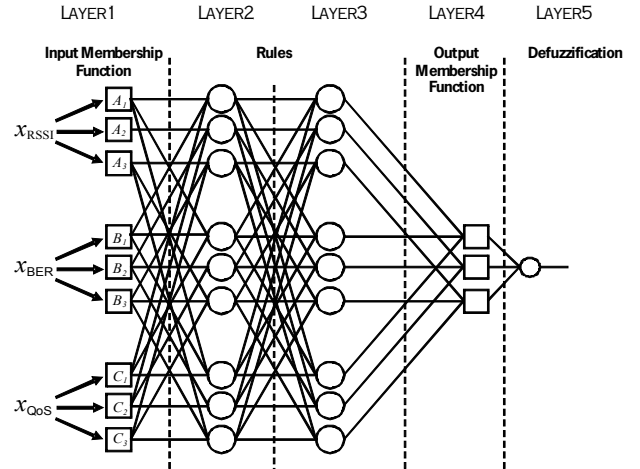 LAYER1 LAYER2 LAYER3 LAYER4 LAYER5
Input Membership Function
Rules
Output Membership Function
Defuzzification
xRSSI
A1
A2
A3
xBER
B1
B2
B3
xQoS
C1
C2
C3